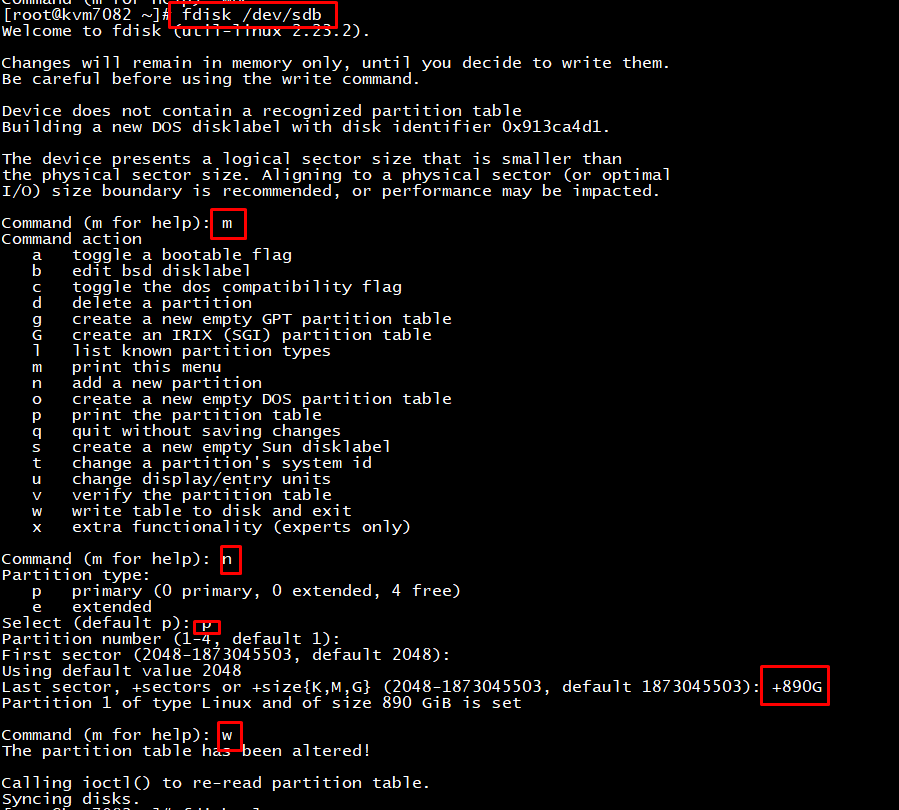 [root@kvm7082 ~]# fdisk /dev/sdb
Welcome to fdisk (util-linux 2.23.2).
Changes will remain in memory only, until you decide to write them.
Be careful before using the write command.
Device does not contain a recognized partition table
Building a new DOS disklabel with disk identifier 0x913ca4d1.
The device presents a logical sector size that is smaller than
the physical sector size. Aligning to a physical sector (or optimal
I/O) size boundary is recommended, or performance may be impacted.
Command (m for help): m
Command action
a   toggle a bootable flag
b   edit bsd disklabel
c   toggle the dos compatibility flag
d   delete a partition
g   create a new empty GPT partition table
G   create an IRIX (SGI) partition table
l   list known partition types
m   print this menu
n   add a new partition
o   create a new empty DOS partition table
p   print the partition table
q   quit without saving changes
s   create a new empty Sun disklabel
t   change a partition's system id
u   change display/entry units
v   verify the partition table
w   write table to disk and exit
x   extra functionality (experts only)
Command (m for help): n
Partition type:
p   primary (0 primary, 0 extended, 4 free)
e   extended
Select (default p): p
Partition number (1-4, default 1):
First sector (2048-1873045503, default 2048):
Using default value 2048
Last sector, +sectors or +size{K,M,G} (2048-1873045503, default 1873045503): +890G
Partition 1 of type Linux and of size 890 GiB is set
Command (m for help): w
The partition table has been altered!
Calling ioctl() to re-read partition table.
Syncing disks.